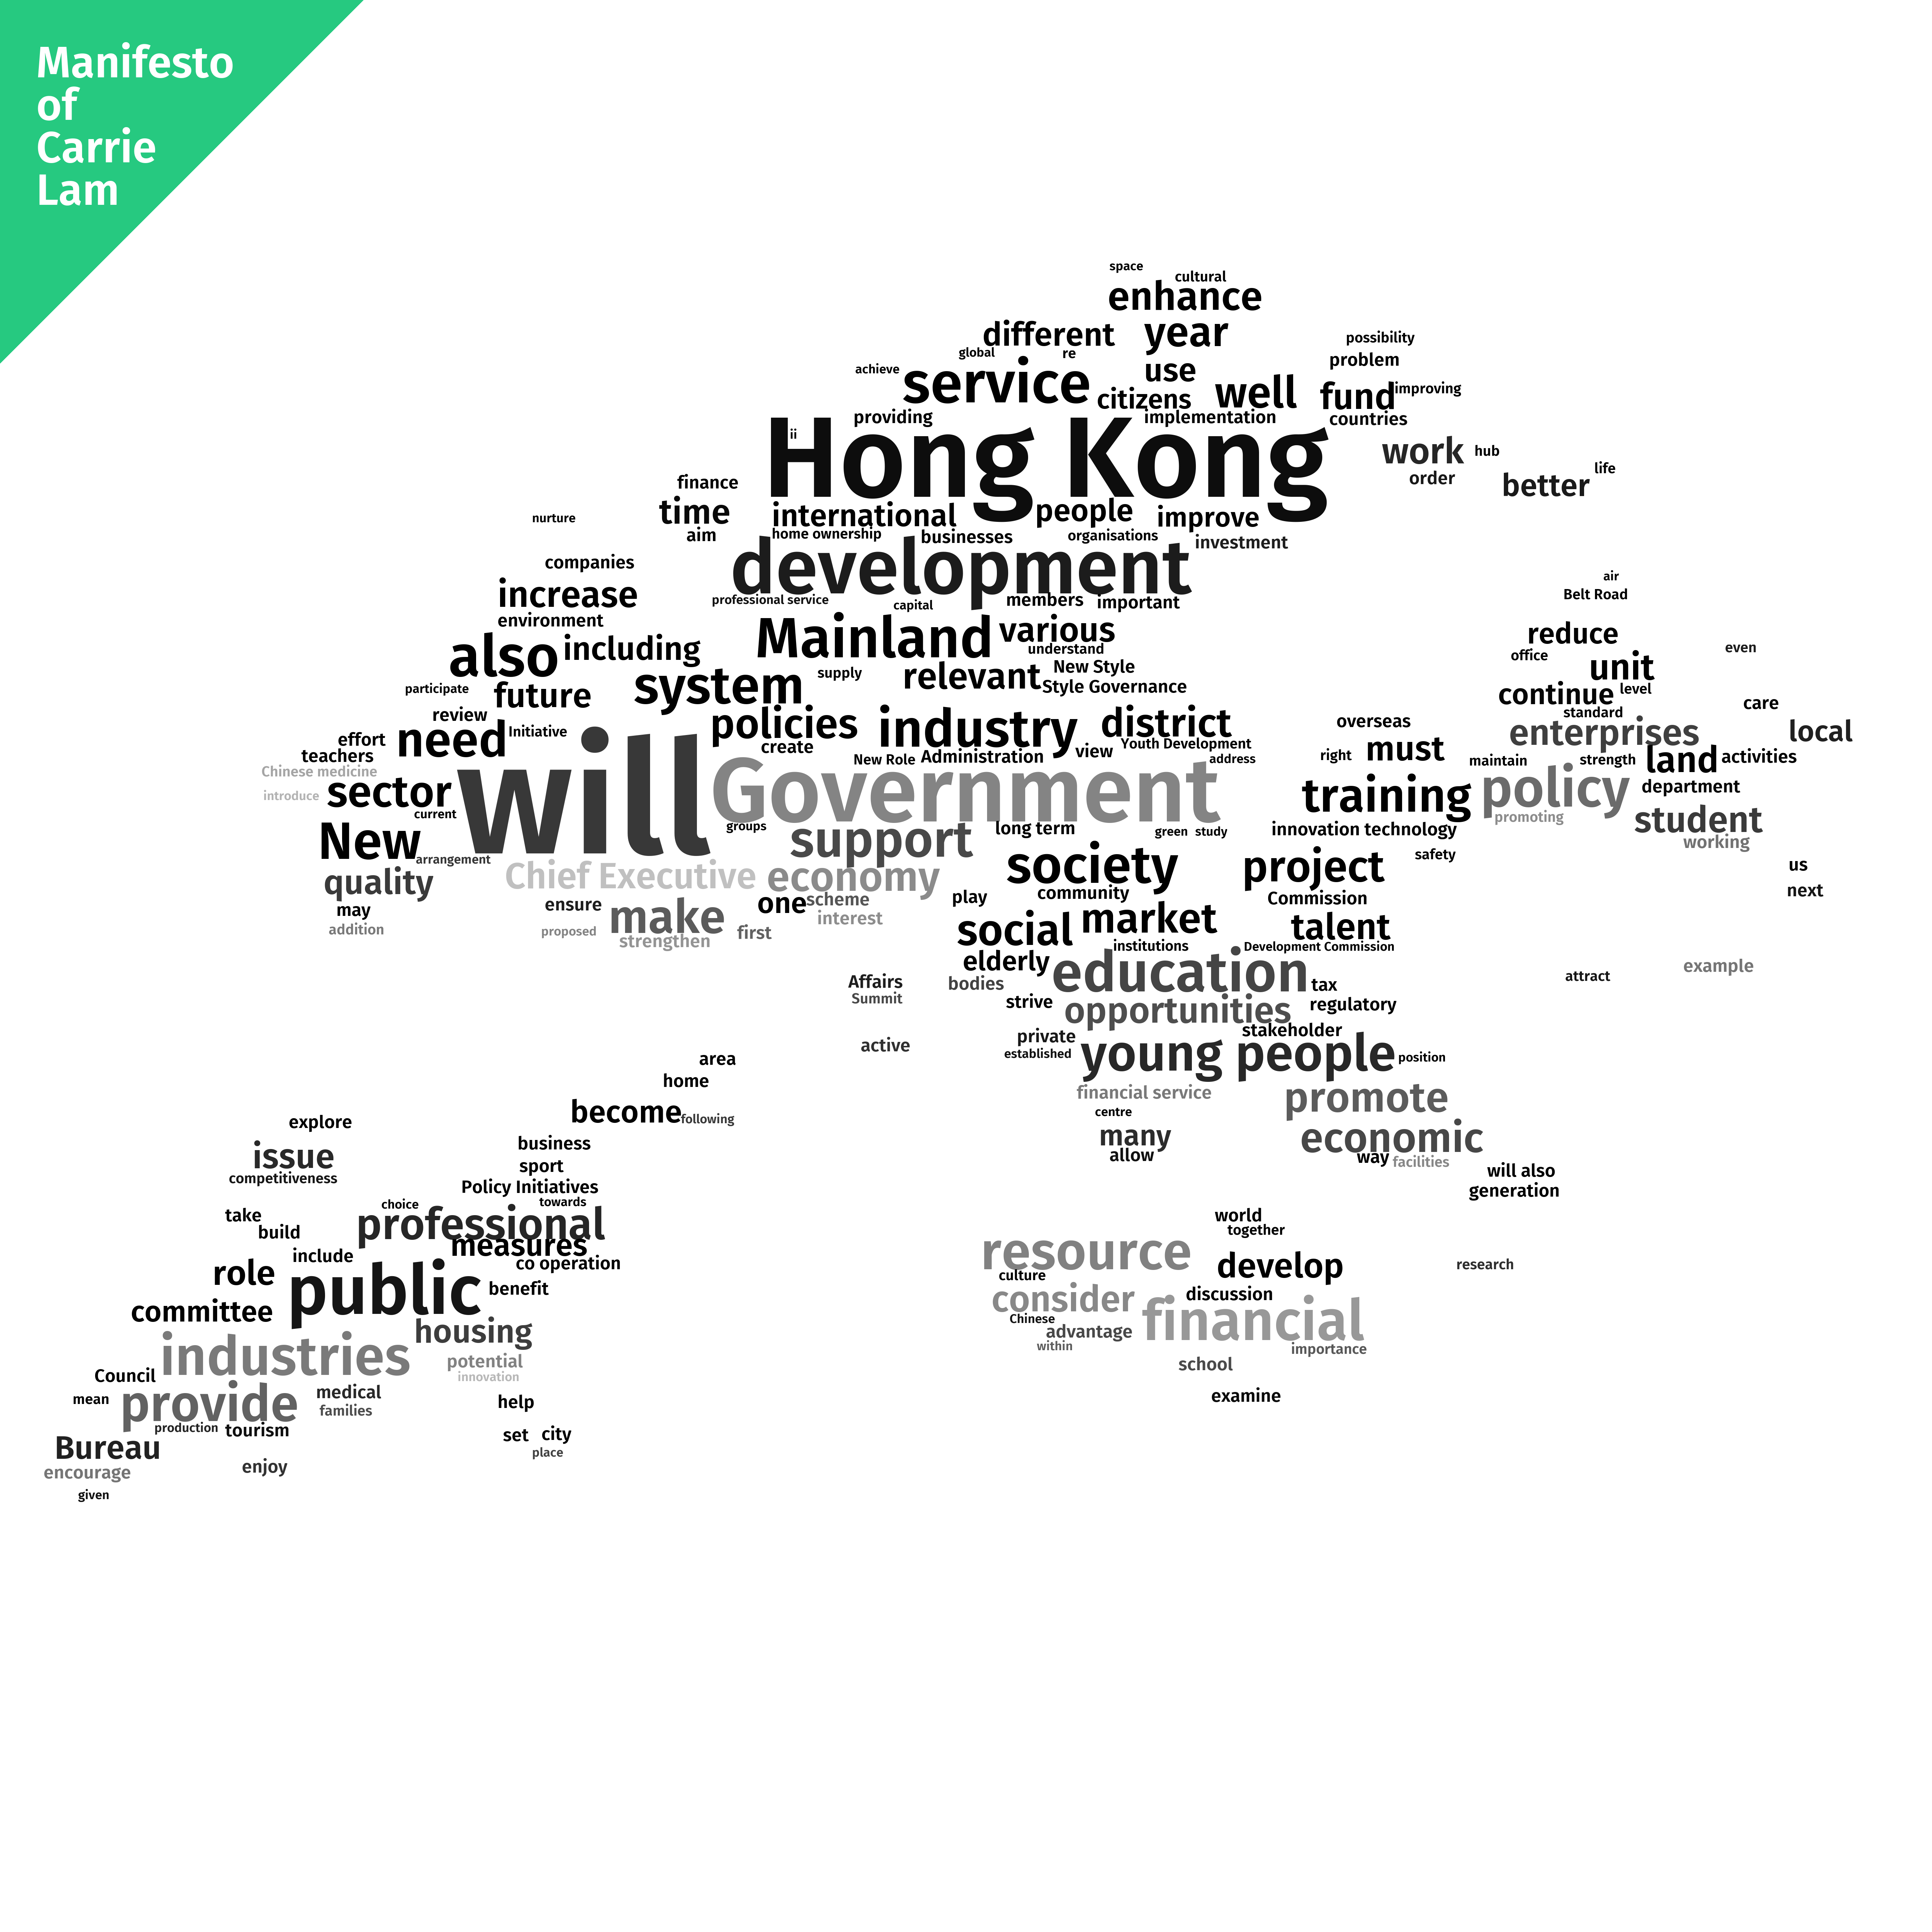 Manifesto
of
Carrie
Lam
space
cultural
enhance
different year
possibility
global re
problem
achieve service use
citizens well fund improving
providing implementation countries
ii
Hong Kong
work hub
life
finance order better
time international people improve
nurture
aim home ownership businesses organisations investment
companies development
air
Belt Road
increase professional service capital members important
environment
also including Mainland various reduce
understand office even
participate future system supply relevant New Style unit
Style Governance continue level
review standard care
need Initiative policies industry district overseas enterprises local
effort create New Role Administration view Youth Development right must maintain strength land activities
teachers address
Chinese medicine
introduce sector will Government training policy department
current promoting
New groups support long term green study innovation technology student
working
arrangement society project safety us
quality Chief Executive economy
next
may ensure make one scheme play community Commission
addition proposed strengthen first interest social market talent
institutions Development Commission
elderly education attract example
Affairs bodies tax
Summit strive opportunities regulatory
stakeholder
active private young people position
established
area
home financial service promote
become following centre
explore many economic
issue business allow way facilities
competitiveness sport will also
Policy Initiatives generation
choice towards
take professional world
build measures together
include co operation resource develop research
role public benefit culture
committee consider discussion
housing Chinese financial
industries advantage
potential within importance
Council innovation school
mean provide medical help examine
families
production tourism
Bureau set city
place
encourage enjoy
given